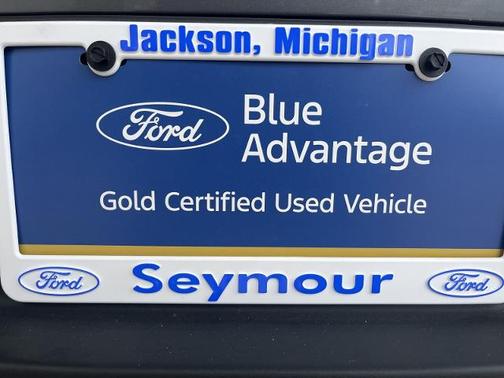 Jackson, Michigan
Ford
Blue
Advantage
Gold Certified Used Vehicle
Ford Seymour Ford